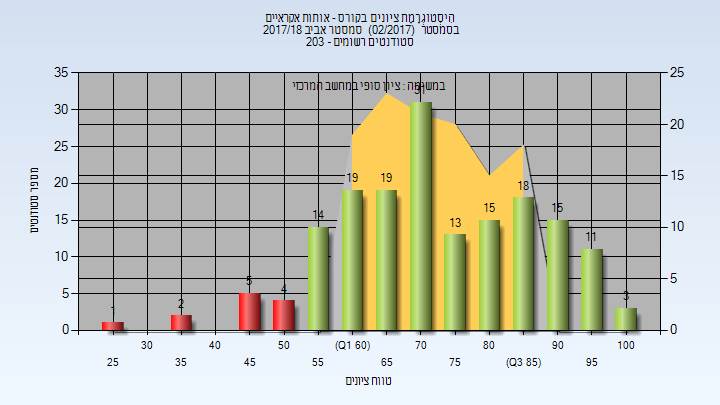 היסטוגרמת ציונים בקורס - אותות אקראיים
בסמסטר (02/2017) סמסטר אביב 2017/18
סטודנטים רשומים - 203
במשימה : ציון סופי במחשב המרכזי
מספר סטודנטים
35 30 25 20 15 10 5 0
25 20 15 10 5 0
1 2 5 4 14 19 19 31 13 15 18 15 11 3
30 40 50 (Q1 60) 70 80 90 100
25 35 45 55 65 75 (Q3 85) 95
טווח ציונים